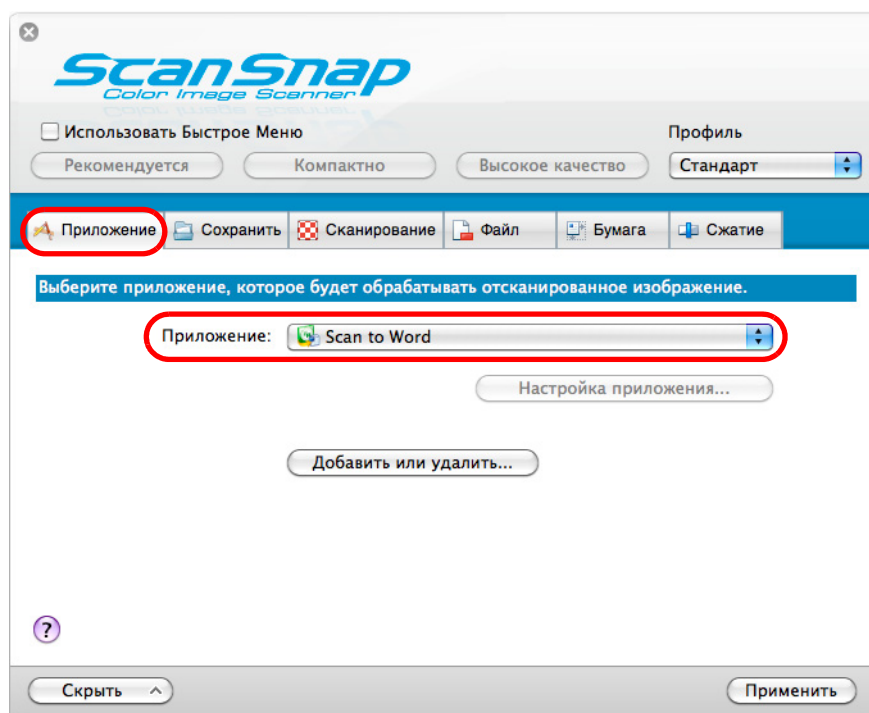 ScanSnap
Color Image Scanner
Использовать Быстрое Меню
Профиль
Рекомендуется Компактно Высокое качество Стандарт
Приложение Сохранить Сканирование Файл Бумага Сжатие
Выберите приложение, которое будет обрабатывать отсканированное изображение.
Приложение: Scan to Word
Настройка приложения...
Добавить или удалить...
?
Скрыть Применить